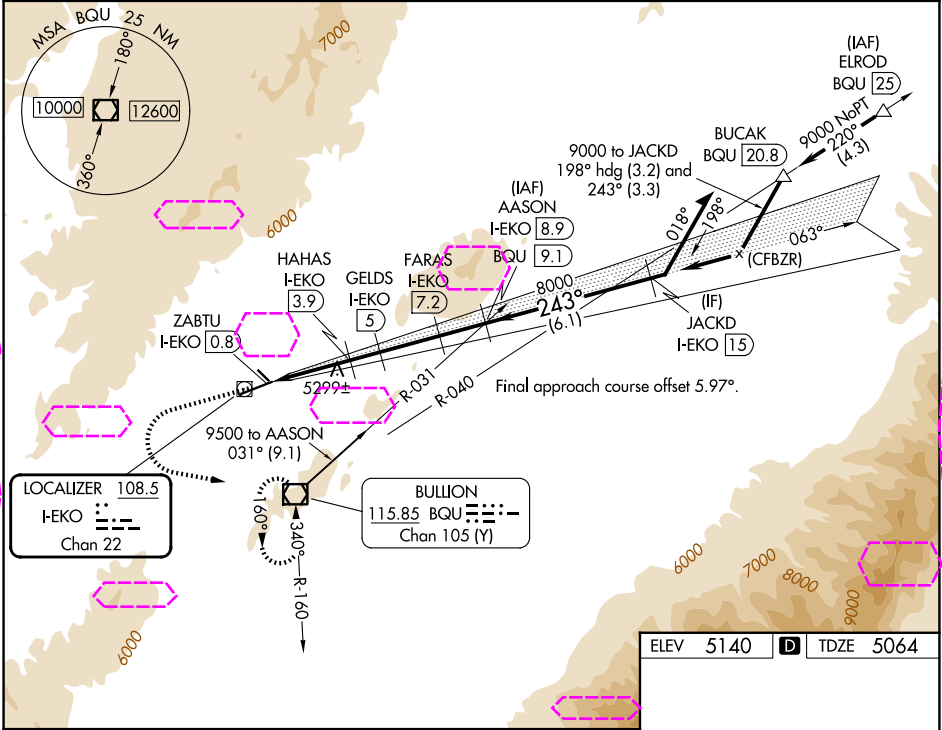 MSA BQU 25 NM
180°
10000
12600
360°
7000
6000
(IAF)
ELROD
BQU 25
9000 NoPT
220°
(4.3)
BUCAK
BQU 20.8
9000 to JACKD
198° hdg (3.2) and
243° (3.3)
(IAF)
AASON
I-EKO 8.9
BQU 9.1
018°
198°
063°
(CFBZR)
HAHAS
I-EKO
3.9
GELDS
I-EKO
5
FARAS
I-EKO
7.2
8000
243°
(6.1)
(IF)
JACKD
I-EKO 15
ZABTU
I-EKO 0.8
5299±
R-031
R-040
Final approach course offset 5.97°.
9500 to AASON
031° (9.1)
LOCALIZER 108.5
I-EKO
Chan 22
BULLION
115.85 BQU
Chan 105 (Y)
160°
340°
R-160
6000
6000
7000
8000
9000
ELEV 5140 D TDZE 5064